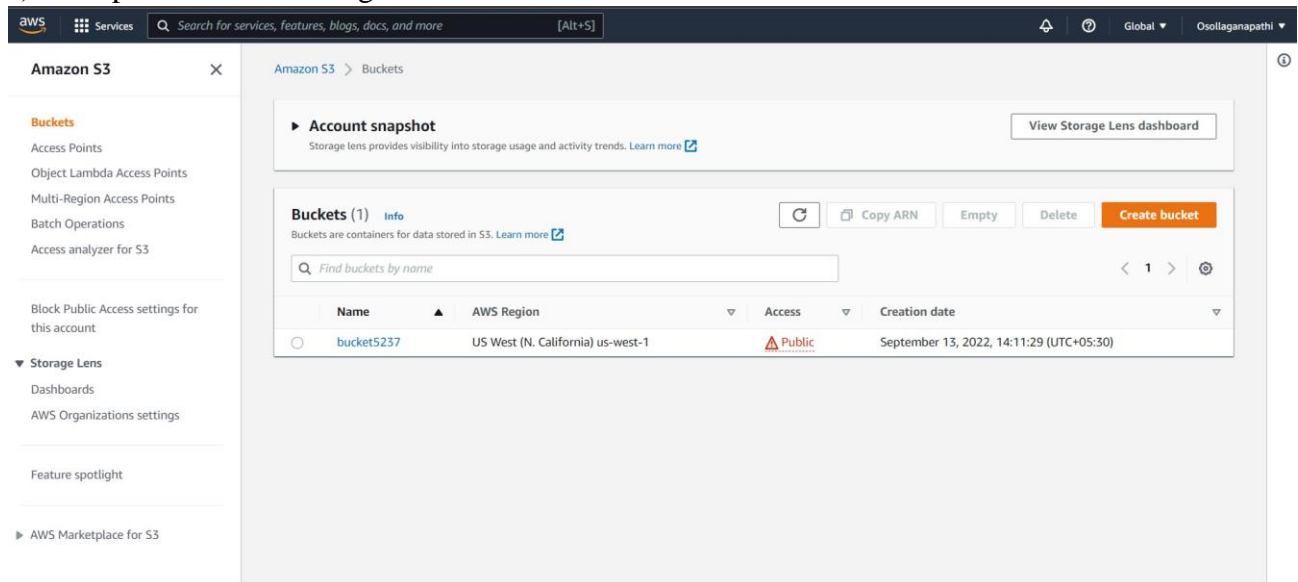 aws Services Search for services, features, blogs, docs, and more [Alt+S] Global ▼ Osollaganapathi ▼
Amazon S3
Buckets
Access Points
Object Lambda Access Points
Multi-Region Access Points
Batch Operations
Access analyzer for S3
Block Public Access settings for
this account
Storage Lens
Dashboards
AWS Organizations settings
Feature spotlight
AWS Marketplace for S3
Amazon S3 > Buckets
Account snapshot
View Storage Lens dashboard
Storage lens provides visibility into storage usage and activity trends. Learn more
Buckets (1) Info
Copy ARN Empty Delete Create bucket
Buckets are containers for data stored in S3. Learn more
Find buckets by name
< 1 >
Name AWS Region Access Creation date
bucket5237 US West (N. California) us-west-1 Public September 13, 2022, 14:11:29 (UTC+05:30)